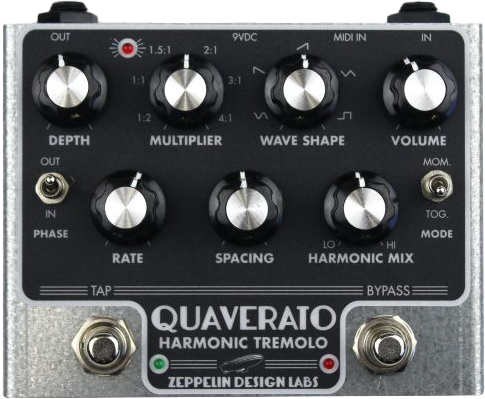 OUT
9VDC
MIDI IN
IN
1.5:1
2:1
1:1
3:1
1:2
4:1
DEPTH
MULTIPLIER
WAVE SHAPE
VOLUME
OUT
IN
PHASE
MOM.
TOG.
MODE
LO
HI
RATE
SPACING
HARMONIC MIX
TAP
BYPASS
QUAVERATO
HARMONIC TREMOLO
ZEPPELIN DESIGN LABS